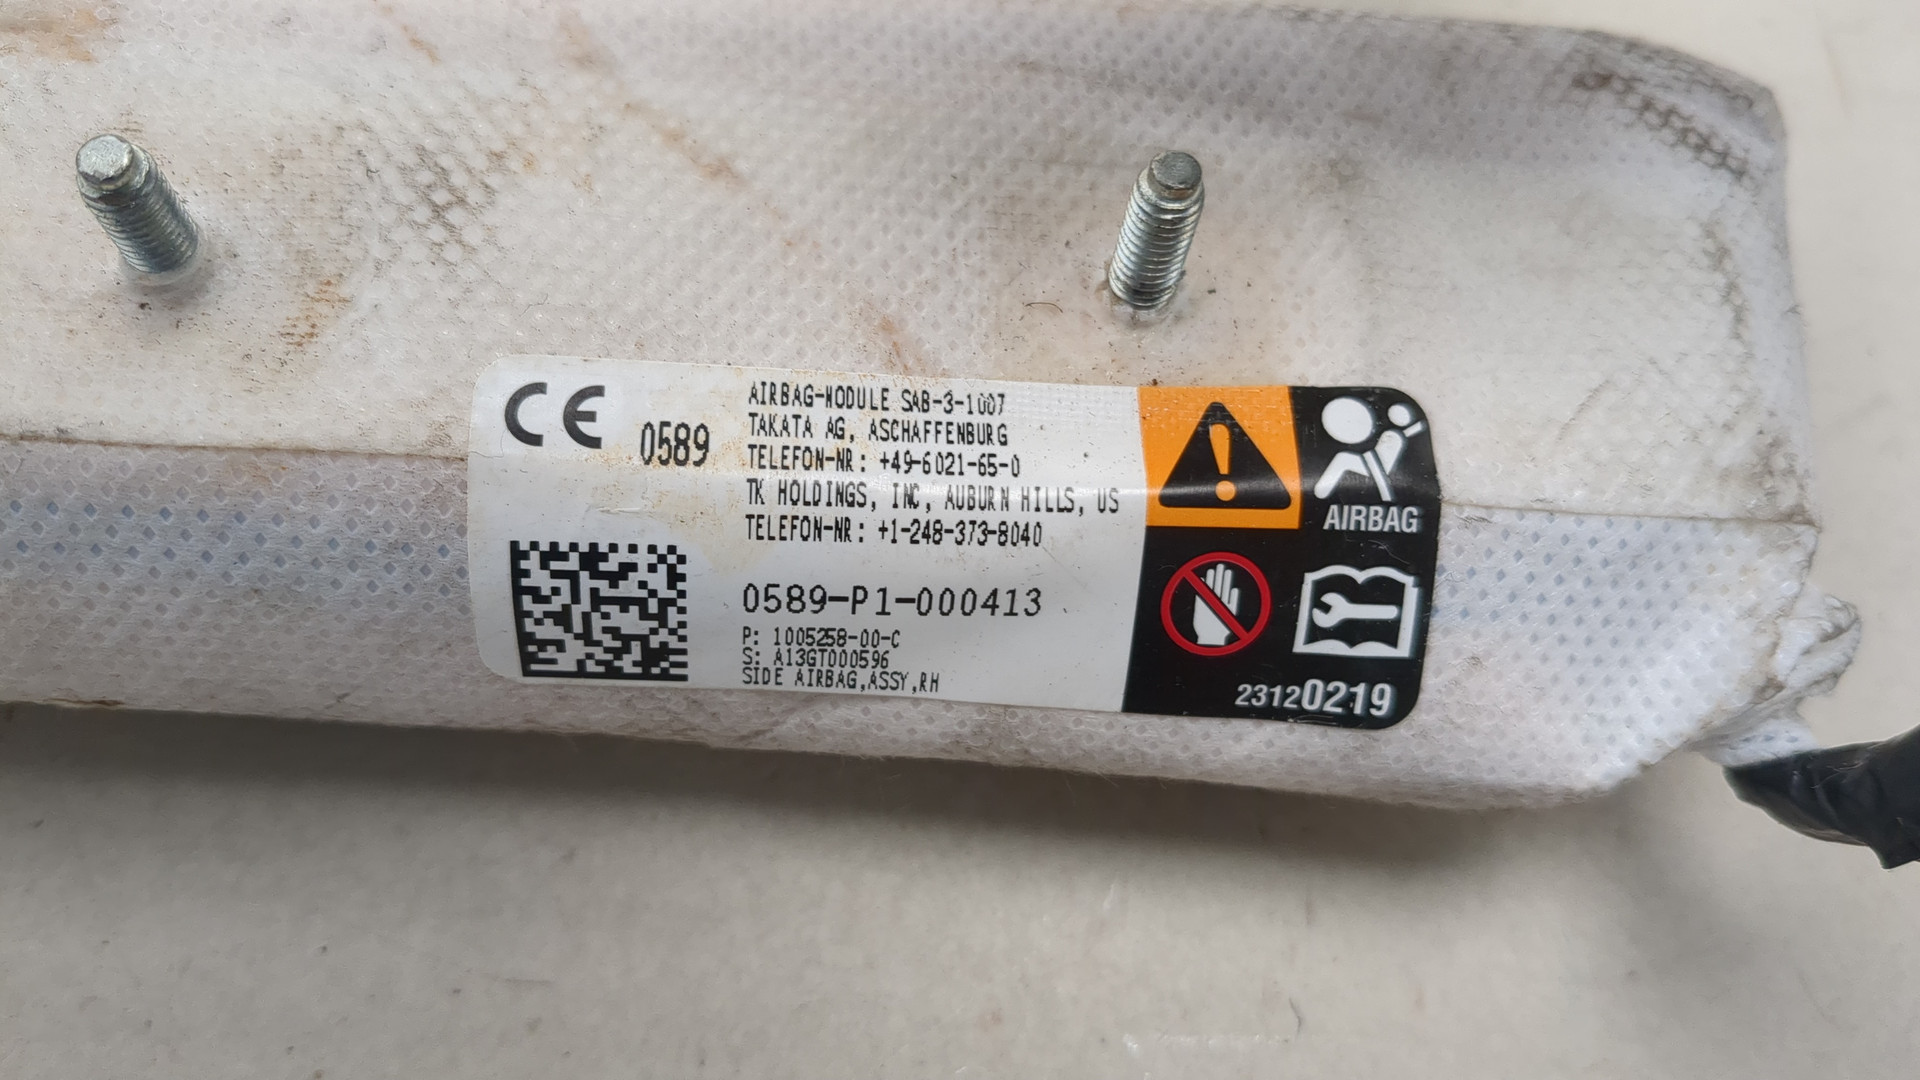 CE 0589
AIRBAG-MODULE SAB-3-1007
TAKATA AG, ASCHAFFENBURG
TELEFON-NR: +49-6021-65-0
TK HOLDINGS, INC, AUBURN HILLS, US
TELEFON-NR: +1-248-373-8040
0589-P1-000413
P: 1005258-00-C
S: A13GT000596
SIDE AIRBAG,ASSY,RH
AIRBAG
23120219